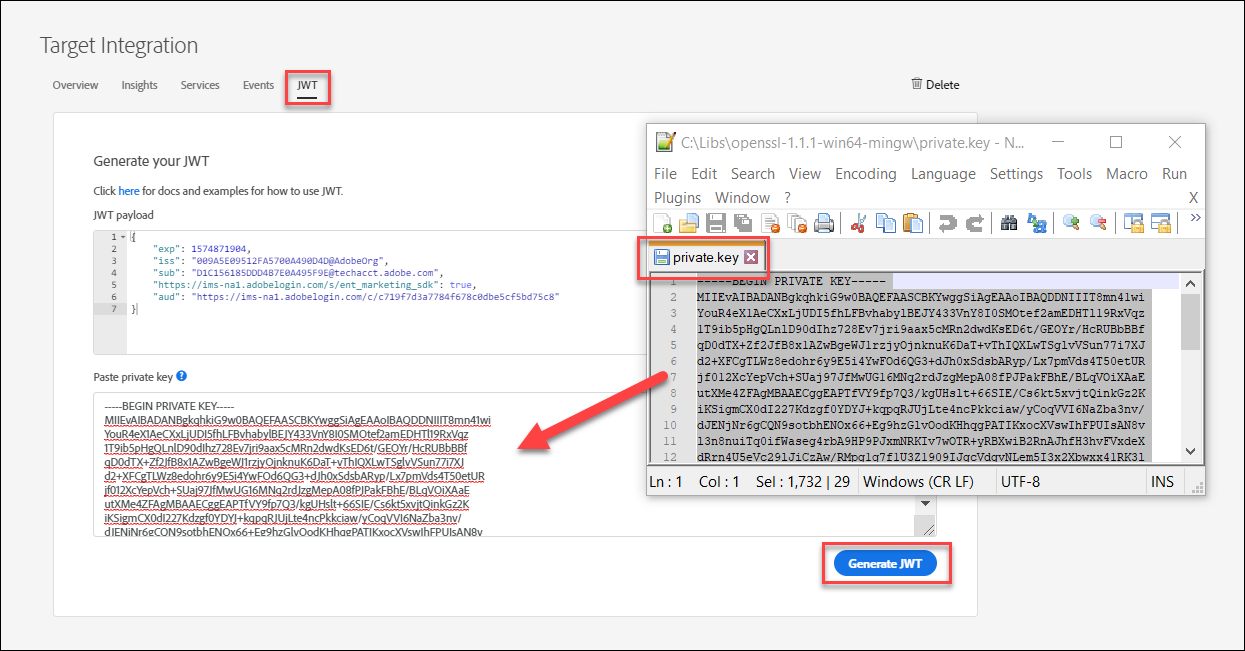 Target Integration
Overview Insights Services Events JWT
Delete
Generate your JWT
Click here for docs and examples for how to use JWT.
JWT payload
1 {
2 "exp": 1574871904,
3 "iss": "009A5E09512FA5700A490D4D@AdobeOrg",
4 "sub": "D1C156185DDD4B7E0A495F9E@techacct.adobe.com",
5 "https://ims-na1.adobelogin.com/s/ent_marketing_sdk": true,
6 "aud": "https://ims-na1.adobelogin.com/c/c719f7d3a7784f678c0dbe5cf5bd75c8"
7 }
Paste private key ?
-----BEGIN PRIVATE KEY-----
MIIEvAIBADANBgkqhkiG9w0BAQEFAASCBKYwggSiAgEAAoIBAQDDNIIIT8mn41wi
YouR4eXIAeCXxLjUDI5fhLFBvhabylBEJY433VnY8I0SMOtef2amEDHTl19RxVqz
1T9ib5pHgQLnlD90dIhz728Ev7jri9aax5cMRn2dwdKsED6t/GEOYr/HcRUBbBBf
qD0dTX+Zf2JfB8x1AZwBgeWJ1rzjyOjnknuK6DaT+vThIQXLwTSglvVSun77i7XJ
d2+XFCgTLWz8edohr6y9E5i4YwFOd6QG3+dJh0xSdsbARyp/Lx7pmVds4T50etUR
jf012XcYepVch+SUaj97JfMwUG16MNq2rdJzgMepA08fPJPakFBhE/BLqVOiXAaE
utXMe4ZFAgMBAAECggEAPTfVY9fp7Q3/kgUHslt+66SIE/Cs6kt5xvjtQinkGz2K
iKSigmCX0dI227Kdzgf0YDYJ+kqpqRJUjLte4ncPkkciaw/yCoqVVI6NaZba3nv/
dJENjNr6gCQN9sotbhENOx66+Eg9hzGlvOodKHhqgPATIKxocXVswIhFPUIsAN8v
Generate JWT
C:\Libs\openssl-1.1.1-win64-mingw\private.key - N...
File Edit Search View Encoding Language Settings Tools Macro Run
Plugins Window ? X
private.key
1 -----BEGIN PRIVATE KEY-----
2 MIIEvAIBADANBgkqhkiG9w0BAQEFAASCBKYwggSiAgEAAoIBAQDDNIIIT8mn4lwi
3 YouR4eXlAeCXxLjUDI5fhLFBvhabylBEJY433VnY8I0SMOtef2amEDHTl19RxVqz
4 1T9ib5pHgQLnlD90dIhz728Ev7jri9aax5cMRn2dwdKsED6t/GEOYr/HcRUBbBBf
5 qD0dTX+Zf2JfB8x1AZwBgeWJ1rzjyOjnknuK6DaT+vThIQXLwTSglvVSun77i7XJ
6 d2+XFCgTLWz8edohr6y9E5i4YwFOd6QG3+dJh0xSdsbARyp/Lx7pmVds4T50etUR
7 jf0l2XcYepVch+SUaj97JfMwUG16MNq2rdJzgMepA08fPJPakFBhE/BLqVOiXAaE
8 utXMe4ZFAgMBAAECggEAPTfVY9fp7Q3/kgUHslt+66SIE/Cs6kt5xvjtQinkGz2K
9 iKSigmCX0dI227Kdzgf0YDYJ+kqpqRJUjLte4ncPkkciaw/yCoqVVI6NaZba3nv/
10 dJENjNr6gCQN9sotbhENOx66+Eg9hzGlvOodKHhqgPATIKxocXVswIhFPUIsAN8v
11 l3n8nuiTq0ifWaseg4rbA9HP9PJxmNRKIv7wOTR+yRBXwiB2RnAJhfH3hvFVxdeX
12
Ln : 1 Col : 1 Sel : 1,732 | 29 Windows (CR LF) UTF-8 INS